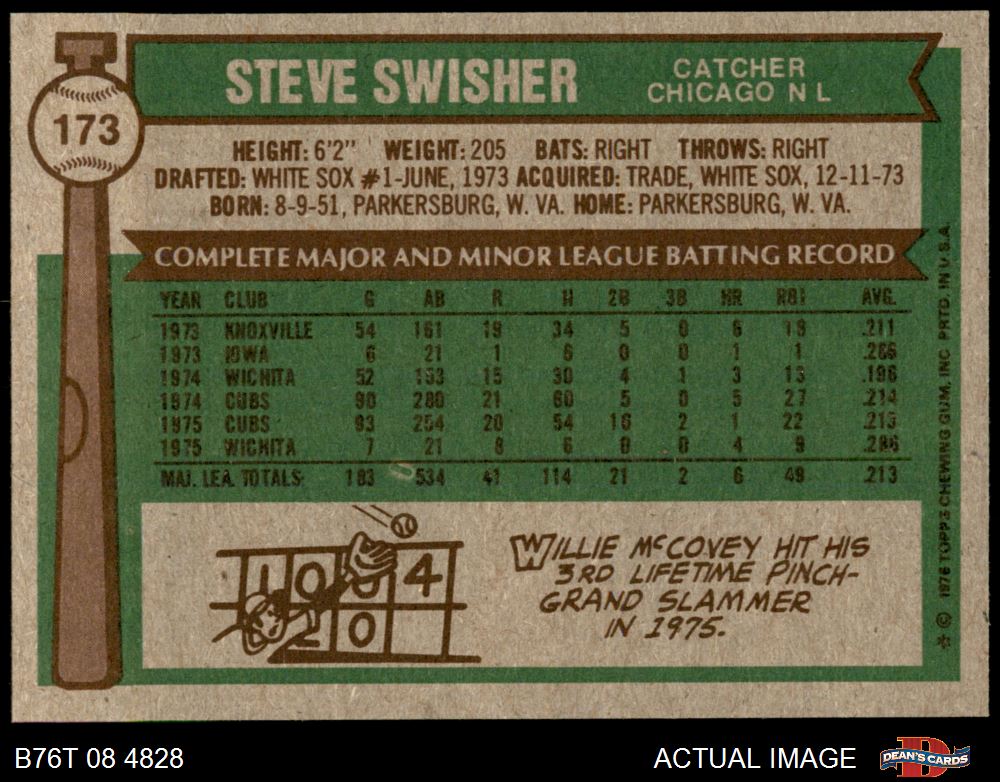 173
STEVE SWISHER
CATCHER
CHICAGO N L
HEIGHT: 6'2" WEIGHT: 205 BATS: RIGHT THROWS: RIGHT
DRAFTED: WHITE SOX #1-JUNE, 1973 ACQUIRED: TRADE, WHITE SOX, 12-11-73
BORN: 8-9-51, PARKERSBURG, W. VA. HOME: PARKERSBURG, W. VA.
COMPLETE MAJOR AND MINOR LEAGUE BATTING RECORD
YEAR CLUB G AB R H 2B 3B HR RBI AVG.
1973 KNOXVILLE 54 161 19 34 5 0 6 19 .211
1973 IOWA 6 21 1 6 0 0 1 1 .286
1974 WICHITA 52 153 15 30 4 1 3 13 .196
1974 CUBS 90 280 21 60 5 0 5 27 .214
1975 CUBS 93 254 20 54 16 2 1 22 .213
1975 WICHITA 7 21 8 6 0 0 4 9 .286
MAJ. LEA. TOTALS 183 534 41 114 21 2 6 49 .213
1 0 0 4
2 0
WILLIE McCOVEY HIT HIS
3RD LIFETIME PINCH-
GRAND SLAMMER
IN 1975.
* © 1976 TOPPS CHEWING GUM, INC. PRTD. IN U.S.A.
B76T 08 4828
ACTUAL IMAGE
D
DEAN'S CARDS